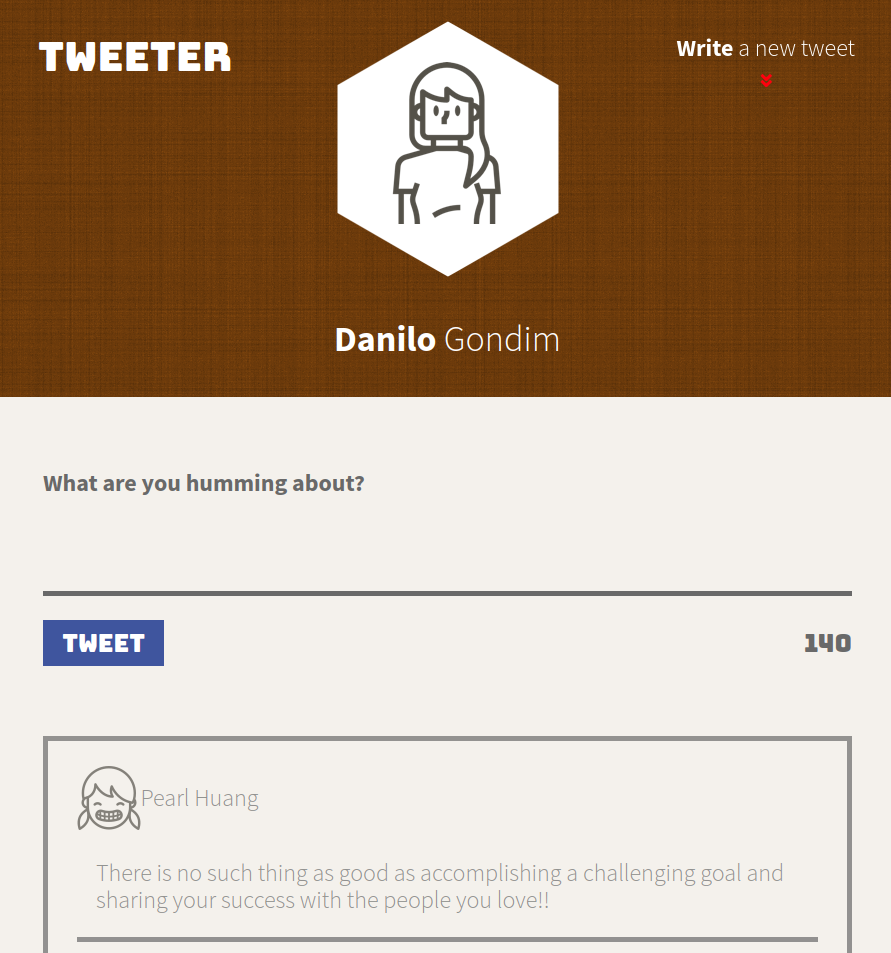 TWEETER
Write a new tweet
Danilo Gondim
What are you humming about?
TWEET
140
Pearl Huang
There is no such thing as good as accomplishing a challenging goal and
sharing your success with the people you love!!